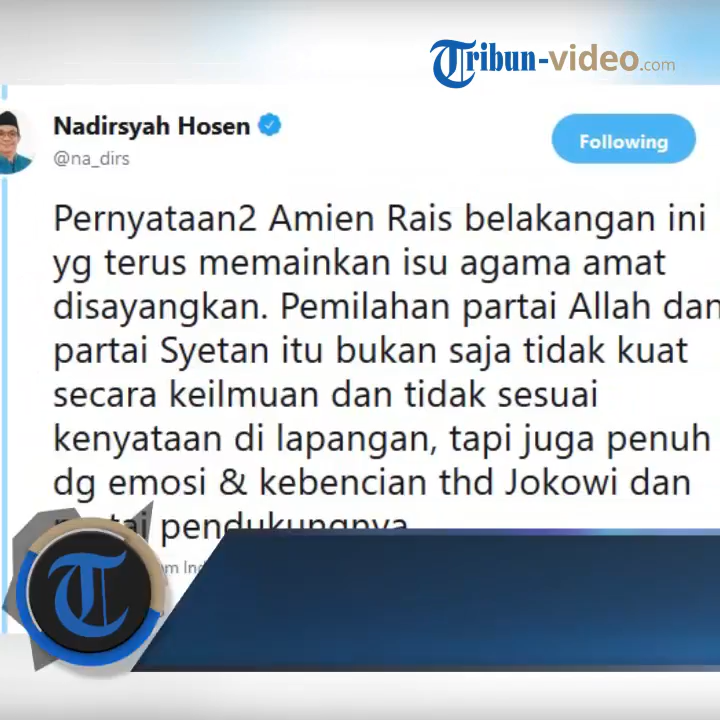 Tribun-video.com
Nadirsyah Hosen
@na_dirs
Following
Pernyataan2 Amien Rais belakangan ini
yg terus memainkan isu agama amat
disayangkan. Pemilahan partai Allah dan
partai Syetan itu bukan saja tidak kuat
secara keilmuan dan tidak sesuai
kenyataan di lapangan, tapi juga penuh
dg emosi & kebencian thd Jokowi dan
pendukungnya
T